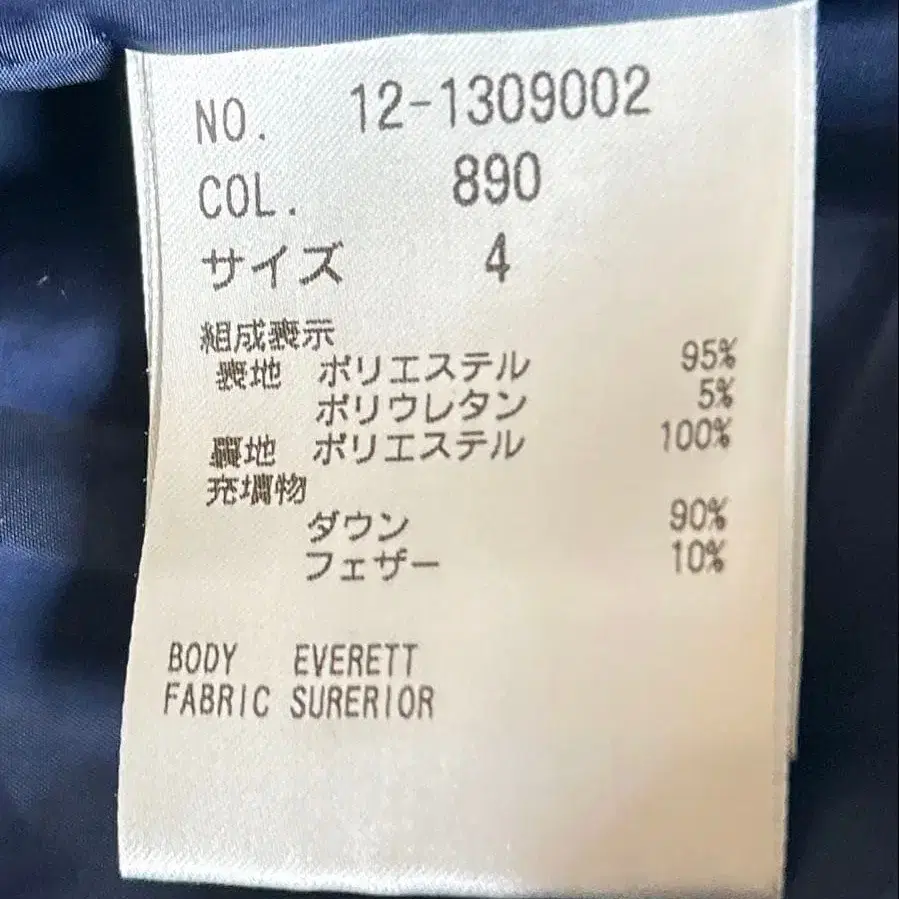 NO. 12-1309002
COL. 890
サイズ 4
組成表示
表地 ポリエステル 95%
ポリウレタン 5%
裏地 ポリエステル 100%
充填物
ダウン 90%
フェザー 10%
BODY EVERETT
FABRIC SURERIOR